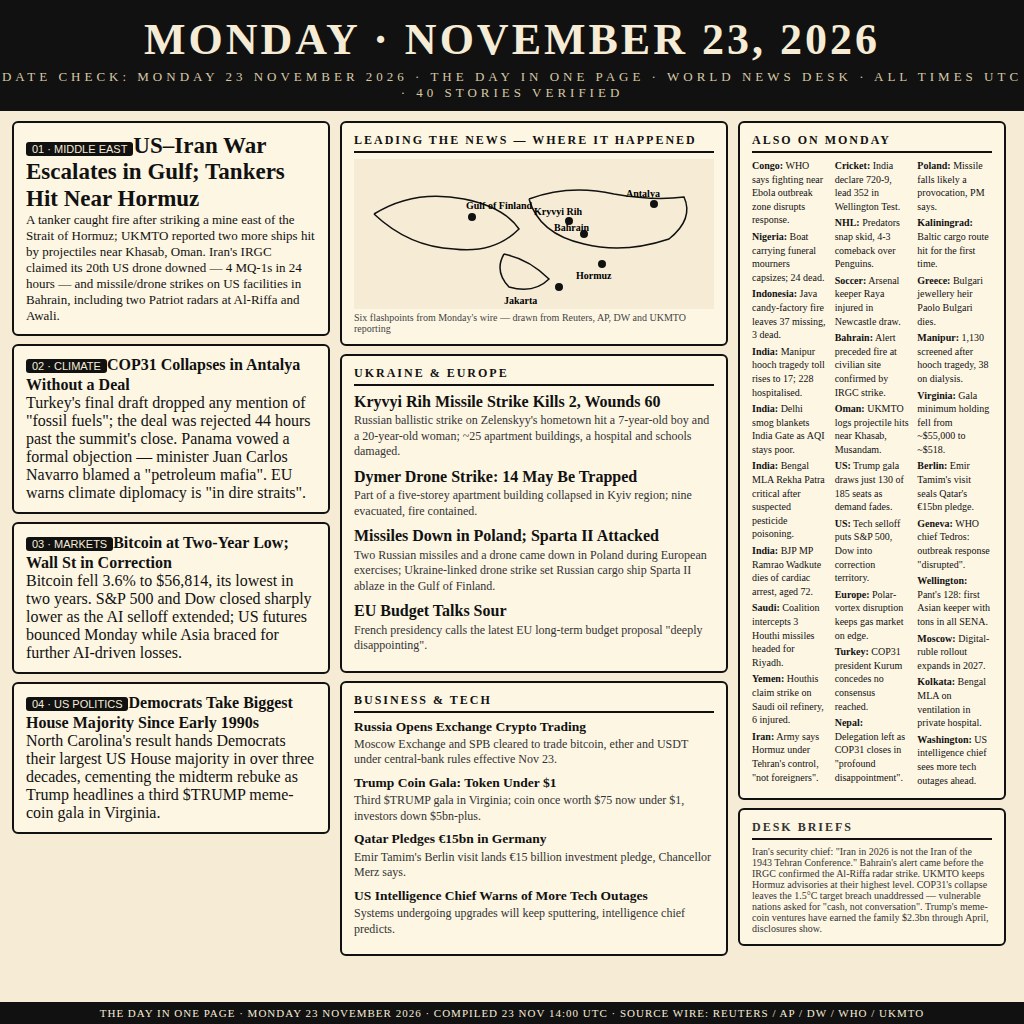 MONDAY · NOVEMBER 23, 2026
DATE CHECK: MONDAY 23 NOVEMBER 2026 · THE DAY IN ONE PAGE · WORLD NEWS DESK · ALL TIMES UTC
· 40 STORIES VERIFIED
01 · MIDDLE EAST US–Iran War
Escalates in Gulf; Tankers
Hit Near Hormuz
A tanker caught fire after striking a mine east of the
Strait of Hormuz; UKMTO reported two more ships hit
by projectiles near Khasab, Oman. Iran's IRGC
claimed its 20th US drone downed — 4 MQ-1s in 24
hours — and missile/drone strikes on US facilities in
Bahrain, including two Patriot radars at Al-Riffa and
Awali.
02 · CLIMATE COP31 Collapses in Antalya
Without a Deal
Turkey's final draft dropped any mention of
"fossil fuels"; the deal was rejected 44 hours
past the summit's close. Panama vowed a
formal objection — minister Juan Carlos
Navarro blamed a "petroleum mafia". EU
warns climate diplomacy is "in dire straits".
03 · MARKETS Bitcoin at Two-Year Low;
Wall St in Correction
Bitcoin fell 3.6% to $56,814, its lowest in
two years. S&P 500 and Dow closed sharply
lower as the AI selloff extended; US futures
bounced Monday while Asia braced for
further AI-driven losses.
04 · US POLITICS Democrats Take Biggest
House Majority Since Early 1990s
North Carolina's result hands Democrats
their largest US House majority in over three
decades, cementing the midterm rebuke as
Trump headlines a third $TRUMP meme-
coin gala in Virginia.
LEADING THE NEWS — WHERE IT HAPPENED
Antalya
Gulf of Finland
Kryvyi Rih
Bahrain
Hormuz
Jakarta
Six flashpoints from Monday's wire — drawn from Reuters, AP, DW and UKMTO
reporting
UKRAINE & EUROPE
Kryvyi Rih Missile Strike Kills 2, Wounds 60
Russian ballistic strike on Zelenskyy's hometown hit a 7-year-old boy and
a 20-year-old woman; ~25 apartment buildings, a hospital and schools
damaged.
Dymer Drone Strike: 14 May Be Trapped
Part of a five-storey apartment building collapsed in Kyiv region; nine
evacuated, fire contained.
Missiles Down in Poland; Sparta II Attacked
Two Russian missiles and a drone came down in Poland during European
exercises; Ukraine-linked drone strike set Russian cargo ship Sparta II
ablaze in the Gulf of Finland.
EU Budget Talks Sour
French presidency calls the latest EU long-term budget proposal "deeply
disappointing".
BUSINESS & TECH
Russia Opens Exchange Crypto Trading
Moscow Exchange and SPB cleared to trade bitcoin, ether and USDT
under central-bank rules effective Nov 23.
Trump Coin Gala: Token Under $1
Third $TRUMP gala in Virginia; coin once worth $75 now under $1,
investors down $5bn-plus.
Qatar Pledges €15bn in Germany
Emir Tamim's Berlin visit lands €15 billion investment pledge, Chancellor
Merz says.
US Intelligence Chief Warns of More Tech Outages
Systems undergoing upgrades will keep sputtering, intelligence chief
predicts.
ALSO ON MONDAY
Congo: WHO
says fighting near
Ebola outbreak
zone disrupts
response.
Nigeria: Boat
carrying funeral
mourners
capsizes; 24 dead.
Indonesia: Java
candy-factory fire
leaves 37 missing,
3 dead.
India: Manipur
hooch tragedy toll
rises to 17; 228
hospitalised.
India: Delhi
smog blankets
India Gate as AQI
stays poor.
India: Bengal
MLA Rekha Patra
critical after
suspected
pesticide
poisoning.
India: BJP MP
Ramrao Wadkute
dies of cardiac
arrest, aged 72.
Saudi: Coalition
intercepts 3
Houthi missiles
headed for
Riyadh.
Yemen: Houthis
claim strike on
Saudi oil refinery,
6 injured.
Iran: Army says
Hormuz under
Tehran's control,
"not foreigners".
Cricket: India
declare 720-9,
lead 352 in
Wellington Test.
NHL: Predators
snap skid, 4-3
comeback over
Penguins.
Soccer: Arsenal
keeper Raya
injured in
Newcastle draw.
Bahrain: Alert
preceded fire at
civilian site
confirmed by
IRGC strike.
Oman: UKMTO
logs projectile hits
near Khasab,
Musandam.
US: Trump gala
draws just 130 of
185 seats as
demand fades.
US: Tech selloff
puts S&P 500,
Dow into
correction
territory.
Europe: Polar-
vortex disruption
keeps gas market
on edge.
Turkey: COP31
president Kurum
concedes no
consensus
reached.
Nepal:
Delegation left as
COP31 closes in
"profound
disappointment".
Poland: Missile
falls likely a
provocation, PM
says.
Kaliningrad:
Baltic cargo route
hit for the first
time.
Greece: Bulgari
jewellery heir
Paolo Bulgari
dies.
Manipur: 1,130
screened after
hooch tragedy, 38
on dialysis.
Virginia: Gala
minimum holding
fell from
~$55,000 to
~$518.
Berlin: Emir
Tamim's visit
seals Qatar's
€15bn pledge.
Geneva: WHO
chief Tedros:
outbreak response
"disrupted".
Wellington:
Pant's 128: first
Asian keeper with
tons in all SENA.
Moscow: Digital-
ruble rollout
expands in 2027.
Kolkata: Bengal
MLA on
ventilation in
private hospital.
Washington: US
intelligence chief
sees more tech
outages ahead.
DESK BRIEFS
Iran's security chief: "Iran in 2026 is not the Iran of the
1943 Tehran Conference." Bahrain's alert came before the
IRGC confirmed the Al-Riffa radar strike. UKMTO keeps
Hormuz advisories at their highest level. COP31's collapse
leaves the 1.5°C target breach unaddressed — vulnerable
nations asked for "cash, not conversation". Trump's meme-
coin ventures have earned the family $2.3bn through April,
disclosures show.
THE DAY IN ONE PAGE · MONDAY 23 NOVEMBER 2026 · COMPILED 23 NOV 14:00 UTC · SOURCE WIRE: REUTERS / AP / DW / WHO / UKMTO